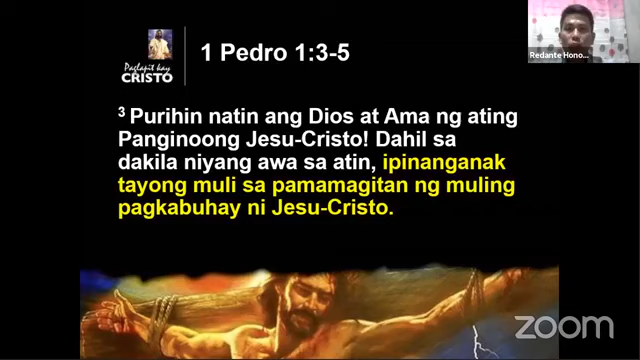 Paglapit kay
CRISTO
1 Pedro 1:3-5
Redante Hono...
3 Purihin natin ang Dios at Ama ng ating
Panginoong Jesu-Cristo! Dahil sa
dakila niyang awa sa atin, ipinanganak
tayong muli sa pamamagitan ng muling
pagkabuhay ni Jesu-Cristo.
zoom